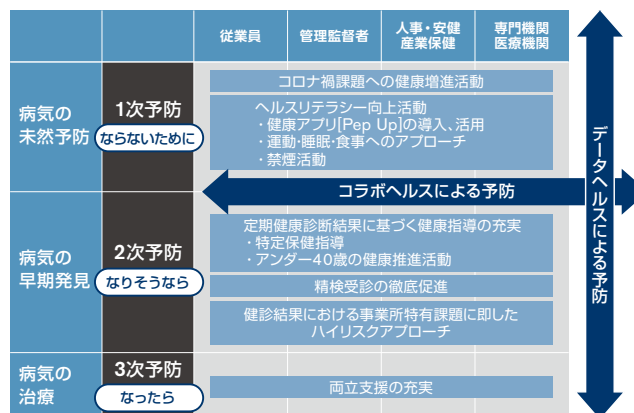 従業員
管理監督者
人事・安健
産業保健
専門機関
医療機関
病気の
未然予防
1次予防
ならないために
コロナ禍課題への健康増進活動
ヘルスリテラシー向上活動
・健康アプリ[Pep Up]の導入、活用
・運動・睡眠・食事へのアプローチ
・禁煙活動
コラボヘルスによる予防
病気の
早期発見
2次予防
なりそうなら
定期健康診断結果に基づく健康指導の充実
・特定保健指導
・アンダー40歳の健康推進活動
精検受診の徹底促進
健診結果における事業所特有課題に即した
ハイリスクアプローチ
病気の
治療
3次予防
なったら
両立支援の充実
データヘルスによる予防